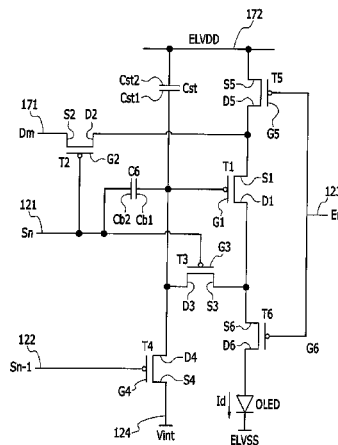 172
ELVDD
Cst2
Cst1
Cst
S5
D5
T5
G5
171
Dm
S2
D2
T2
G2
C6
Cb2
Cb1
T1
S1
D1
G1
121
Sn
G3
T3
D3
S3
123
En
S6
D6
T6
G6
122
Sn-1
T4
G4
D4
S4
Id
OLED
124
Vint
ELVSS